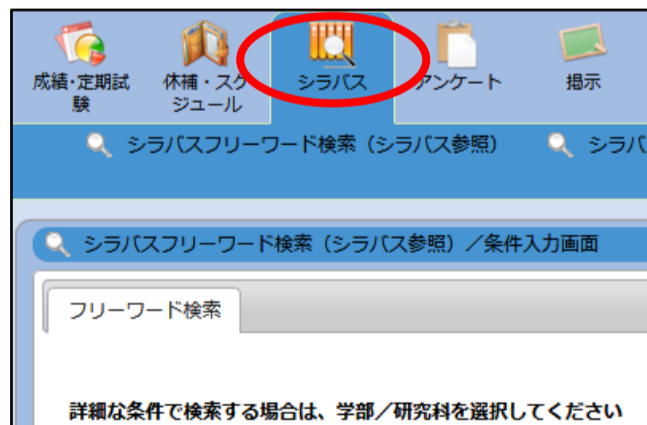 成績・定期試
験
休補・スケ
ジュール
シラバス
アンケート
掲示
シラバスフリーワード検索（シラバス参照）
シラバ
シラバスフリーワード検索（シラバス参照）／条件入力画面
フリーワード検索
詳細な条件で検索する場合は、学部／研究科を選択してください